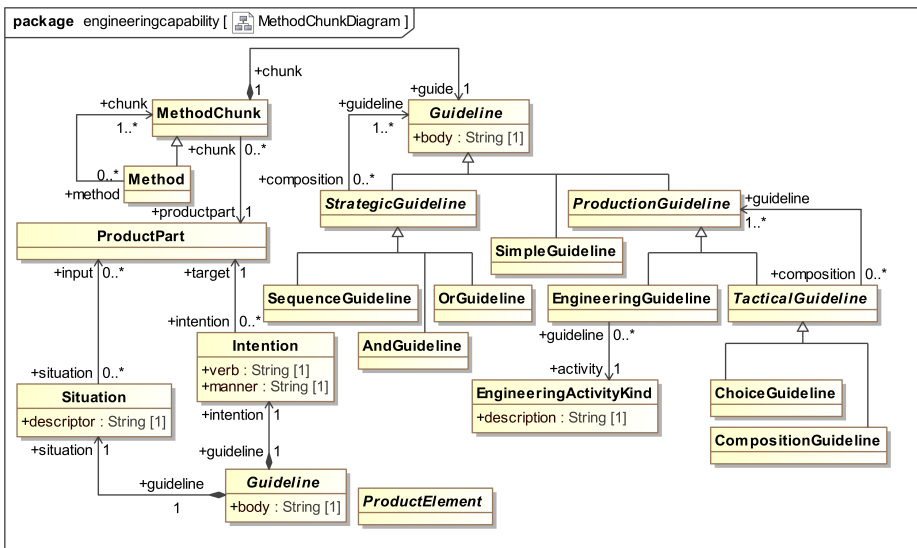 package engineeringcapability [ MethodChunkDiagram ]
+chunk
1
+guide 1
+chunk
1..*
MethodChunk
+guideline
1..*
Guideline
+body : String [1]
+chunk 0..*
0..*
Method
+method
+composition 0..*
+productpart 1
StrategicGuideline
ProductionGuideline
+guideline
1..*
ProductPart
SimpleGuideline
+input 0..*
+target 1
+composition 0..*
SequenceGuideline
OrGuideline
EngineeringGuideline
TacticalGuideline
+intention 0..*
+guideline 0..*
Intention
+verb : String [1]
+manner : String [1]
AndGuideline
+situation 0..*
+activity 1
Situation
+descriptor : String [1]
EngineeringActivityKind
+description : String [1]
ChoiceGuideline
+intention 1
CompositionGuideline
+situation 1
+guideline 1
+guideline
1
Guideline
+body : String [1]
ProductElement